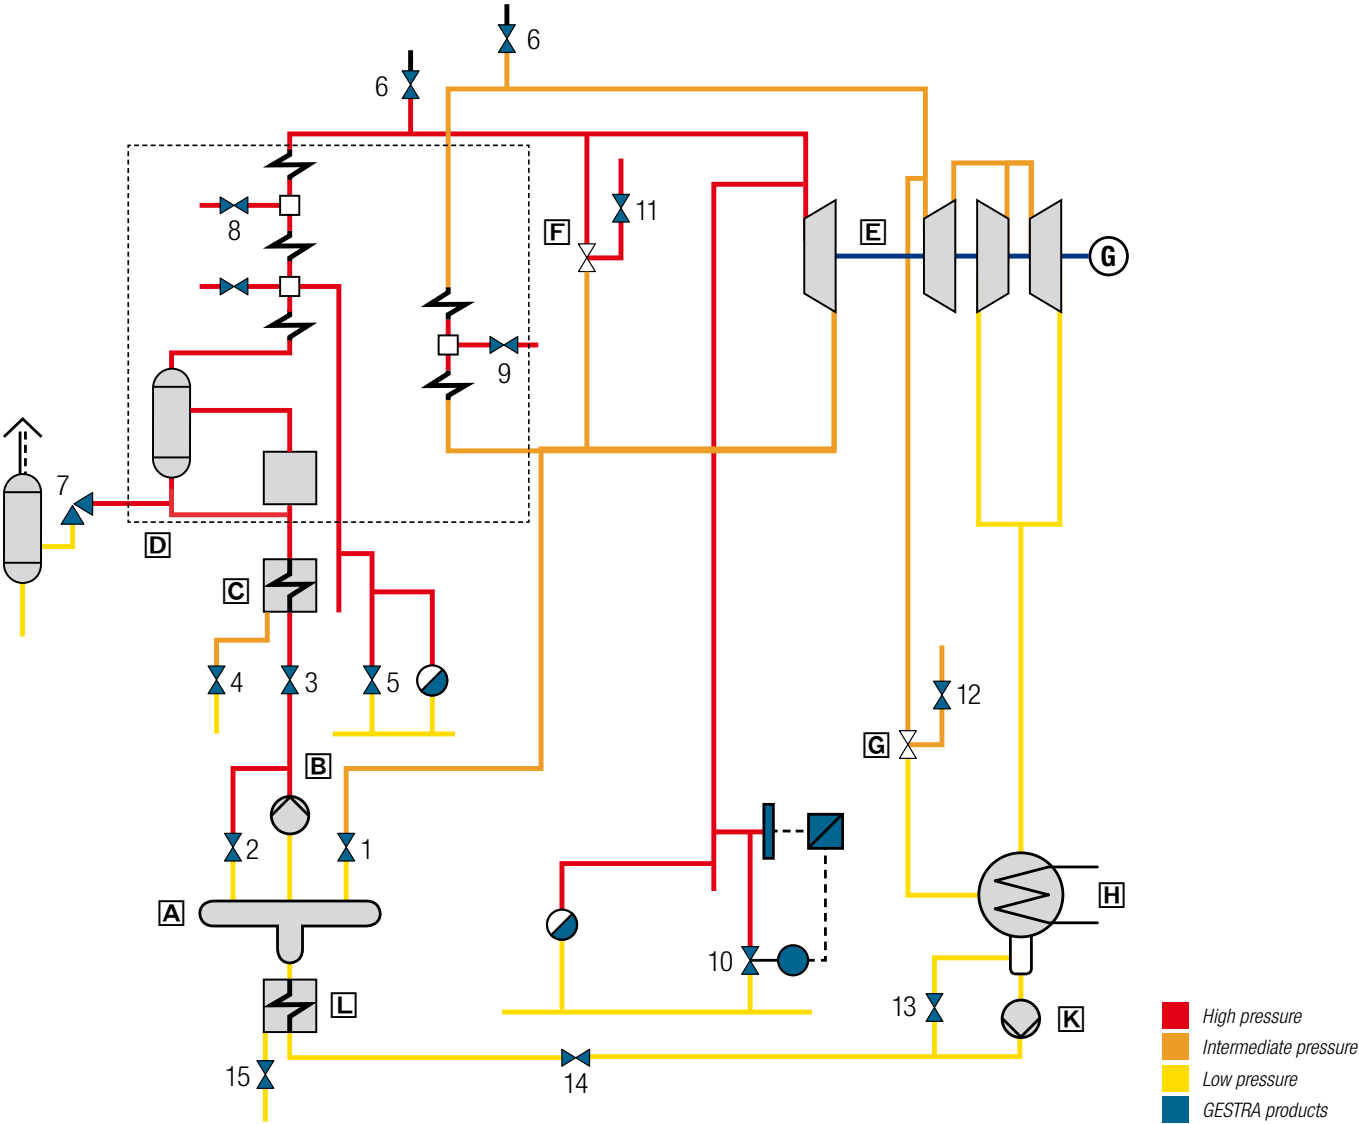 6
6
8
F
11
E
G
9
7
D
C
4
3
5
12
B
G
2
1
A
H
10
L
13
K
14
15
High pressure
Intermediate pressure
Low pressure
GESTRA products